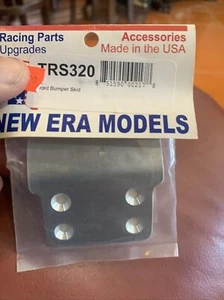 Racing Parts
Upgrades
Accessories
Made in the USA
TRS320
Bumper Skid
NEW ERA MODELS